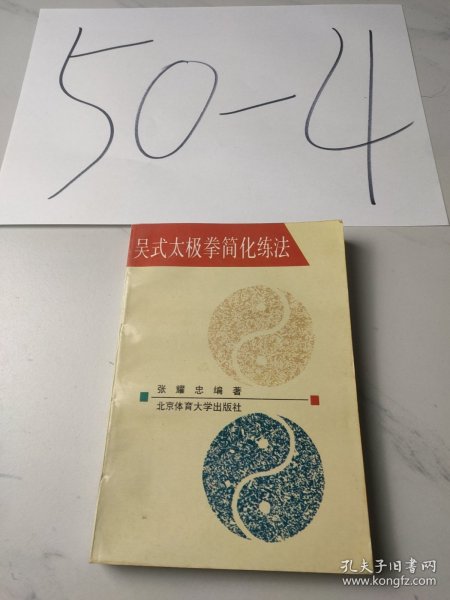 50-4
吴式太极拳简化练法
张耀忠编著
北京体育大学出版社
孔夫子旧书网
www.kongfz.com